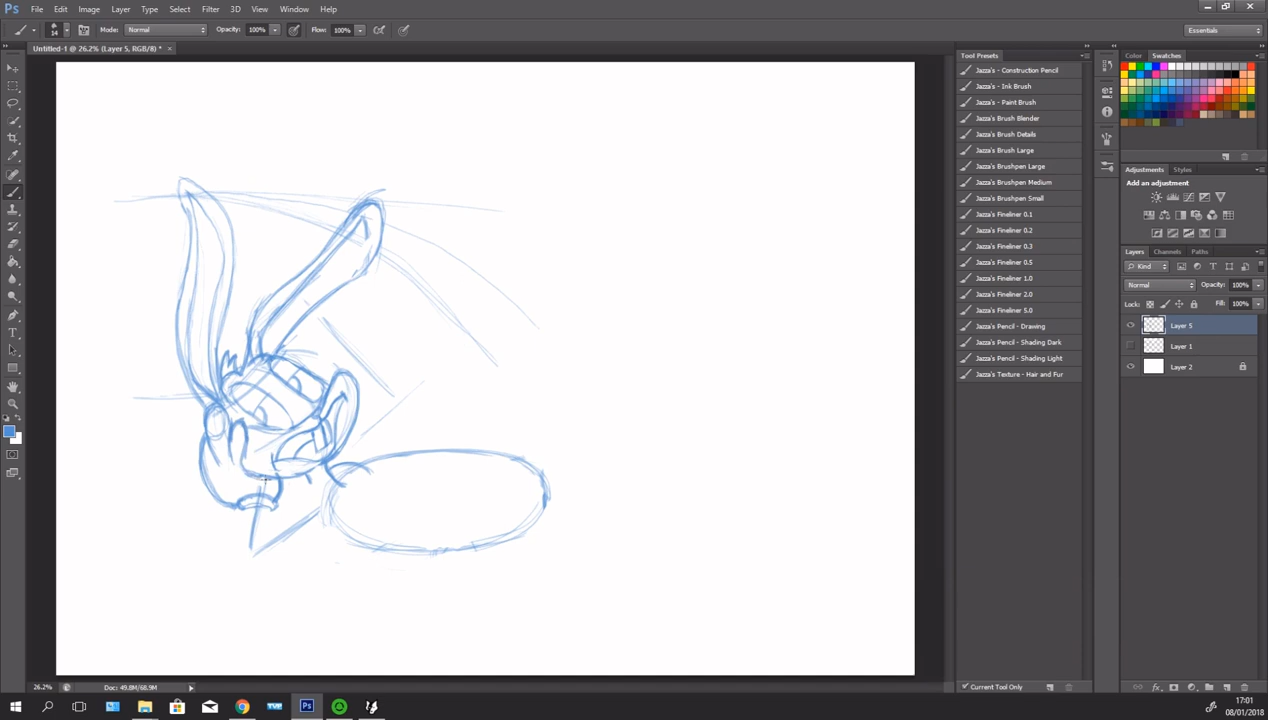 Ps File Edit Image Layer Type Select Filter 3D View Window Help
14 Mode: Normal Opacity: 100% Flow: 100% Essentials
Untitled-1 @ 26.2% (Layer 5, RGB/8) * ×
Tool Presets
Jazza's - Construction Pencil
Jazza's - Ink Brush
Jazza's - Paint Brush
Jazza's Brush Blender
Jazza's Brush Details
Jazza's Brush Large
Jazza's Brushpen Large
Jazza's Brushpen Medium
Jazza's Brushpen Small
Jazza's Fineliner 0.1
Jazza's Fineliner 0.2
Jazza's Fineliner 0.3
Jazza's Fineliner 0.5
Jazza's Fineliner 1.0
Jazza's Fineliner 2.0
Jazza's Fineliner 5.0
Jazza's Pencil - Drawing
Jazza's Pencil - Shading Dark
Jazza's Pencil - Shading Light
Jazza's Texture - Hair and Fur
Current Tool Only
Color Swatches
Adjustments Styles
Add an adjustment
Layers Channels Paths
Kind
Normal Opacity: 100%
Lock: Fill: 100%
Layer 5
Layer 1
Layer 2
26.2% Doc: 49.8M/68.9M
TVP Ps
17:01
08/01/2018